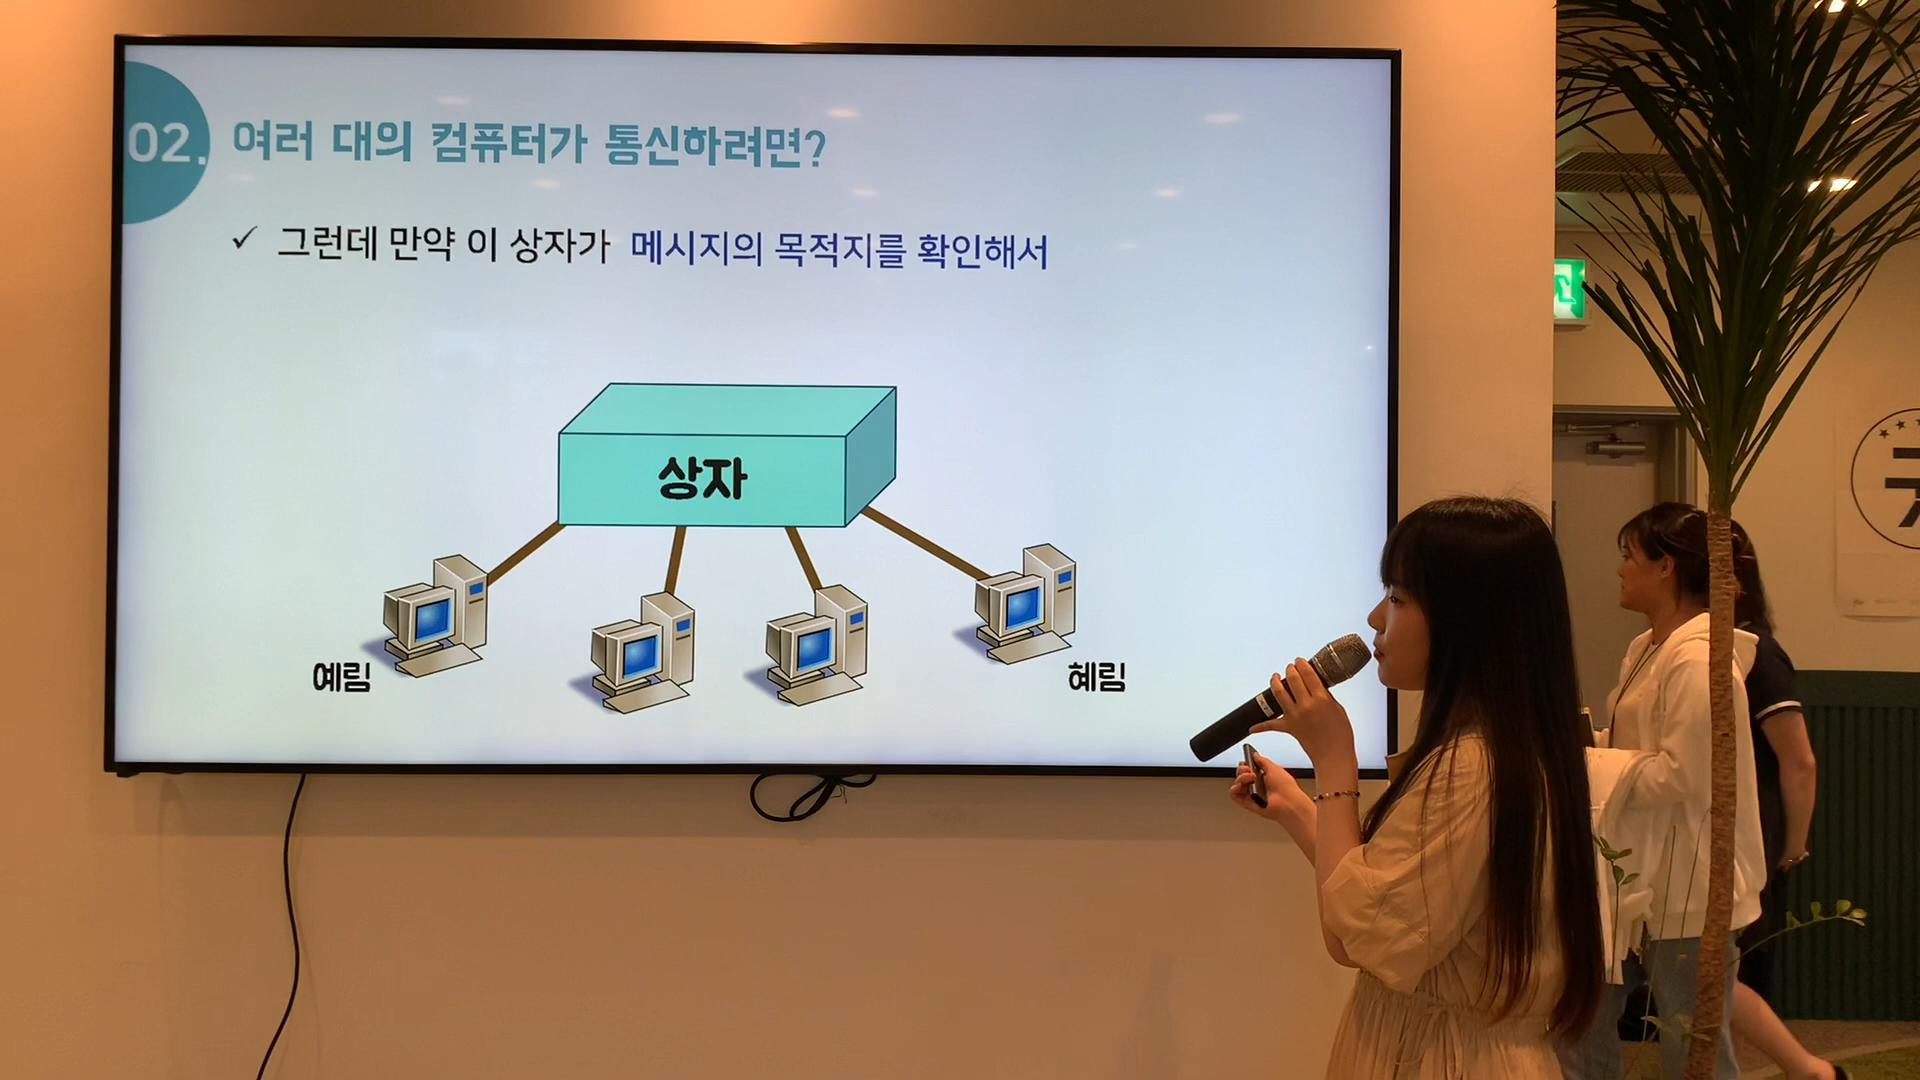 02. 여러 대의 컴퓨터가 통신하려면?
✓ 그런데 만약 이 상자가 메시지의 목적지를 확인해서
상자
예림
혜림